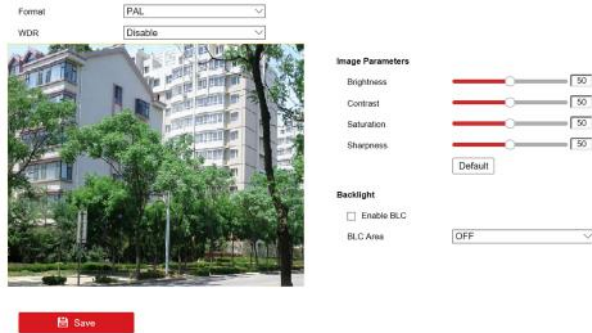 Format PAL
WDR Disable
Image Parameters
Brightness 50
Contrast 50
Saturation 50
Sharpness 50
Default
Backlight
Enable BLC
BLC Area OFF
Save